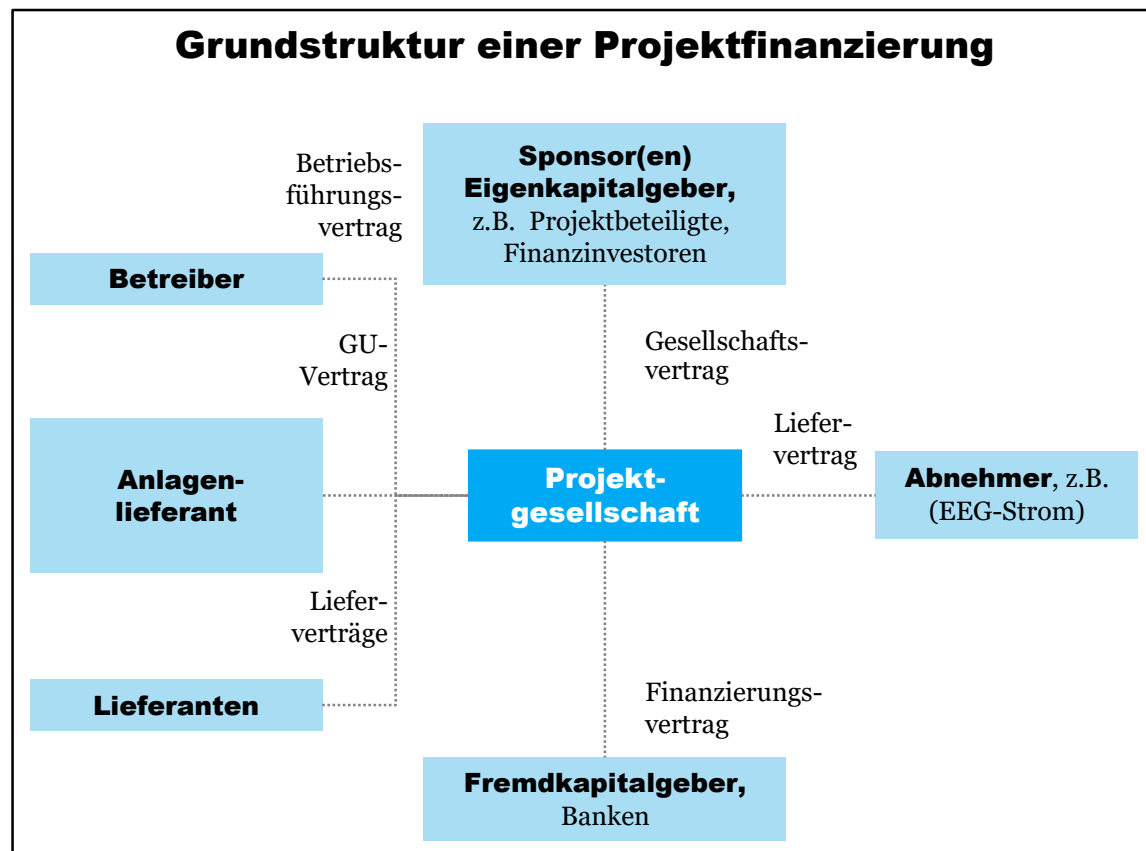 Grundstruktur einer Projektfinanzierung
Sponsor(en)
Eigenkapitalgeber,
z.B. Projektbeteiligte,
Finanzinvestoren
Betriebs-
führungs-
vertrag
Betreiber
GU-
Vertrag
Gesellschafts-
vertrag
Anlagen-
lieferant
Projekt-
gesellschaft
Liefer-
vertrag
Abnehmer, z.B.
(EEG-Strom)
Liefer-
verträge
Lieferanten
Finanzierungs-
vertrag
Fremdkapitalgeber,
Banken